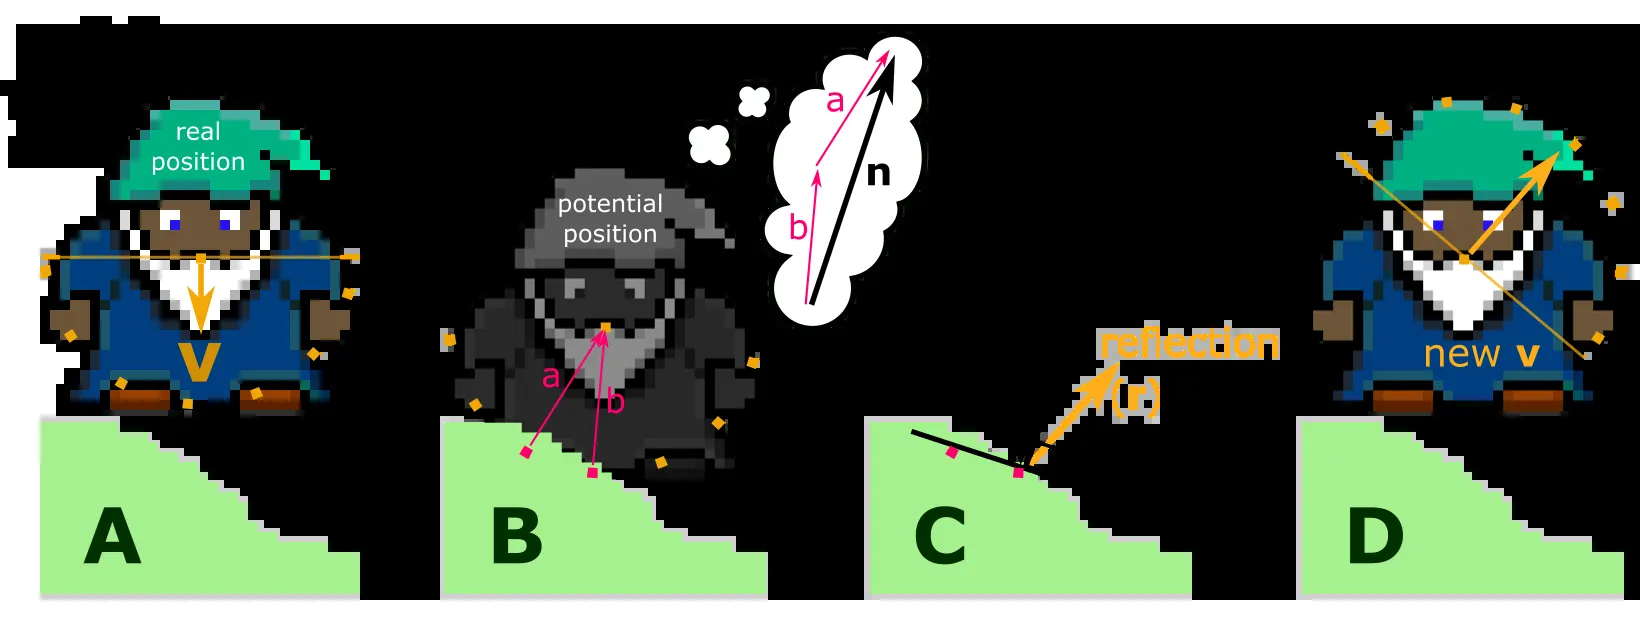 real
position
v
A
potential
position
a
b
B
a
b
n
reflection
(r)
C
new v
D